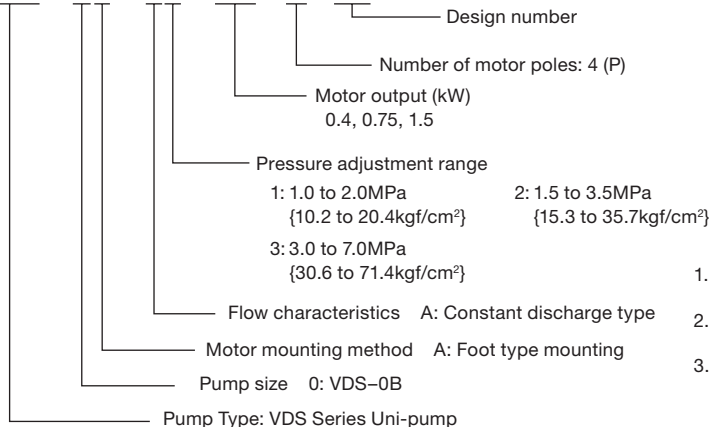 Design number
Number of motor poles: 4 (P)
Motor output (kW)
0.4, 0.75, 1.5
Pressure adjustment range
1: 1.0 to 2.0MPa 2: 1.5 to 3.5MPa
{10.2 to 20.4kgf/cm²} {15.3 to 35.7kgf/cm²}
3: 3.0 to 7.0MPa
{30.6 to 71.4kgf/cm²}
1.
Flow characteristics A: Constant discharge type
2.
Motor mounting method A: Foot type mounting
3.
Pump size 0: VDS−0B
Pump Type: VDS Series Uni-pump